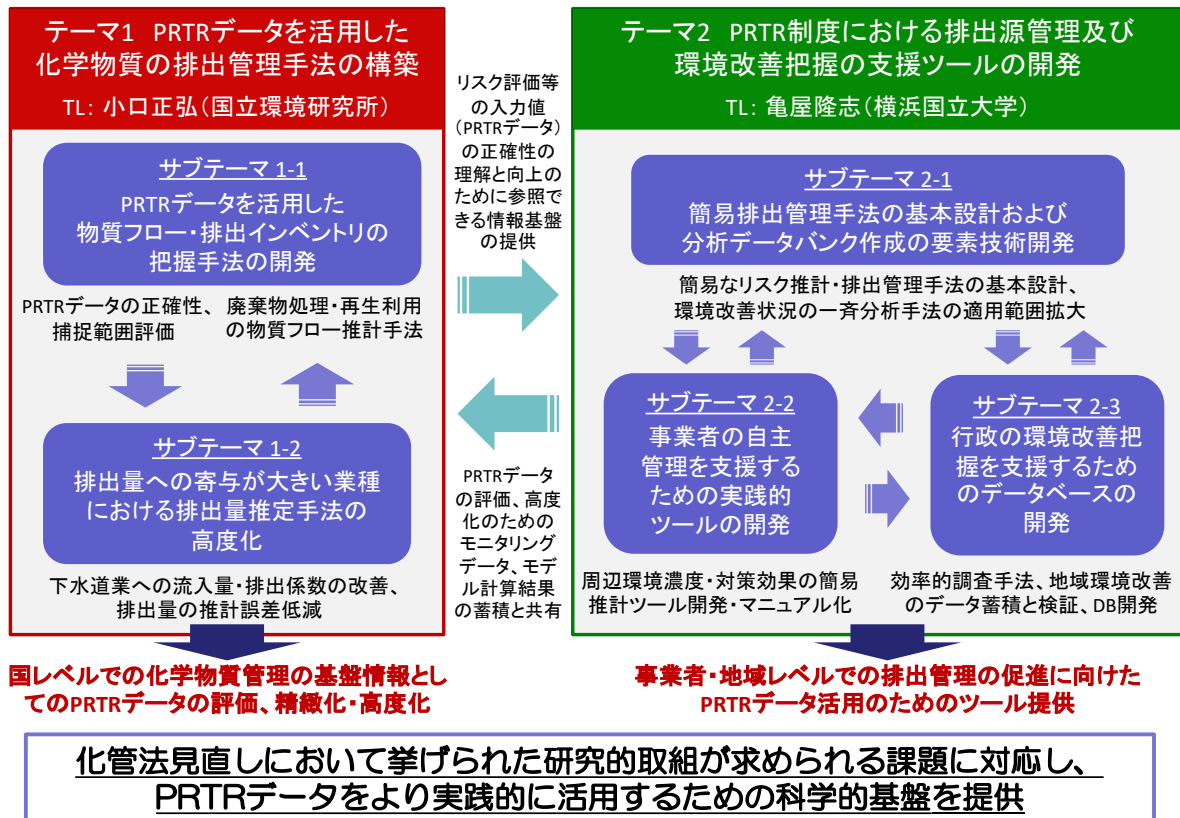 テーマ1 PRTRデータを活用した
化学物質の排出管理手法の構築
TL: 小口正弘(国立環境研究所)
サブテーマ 1-1
PRTRデータを活用した
物質フロー・排出インベントリの
把握手法の開発
PRTRデータの正確性、
捕捉範囲評価
廃棄物処理・再生利用
の物質フロー推計手法
サブテーマ 1-2
排出量への寄与が大きい業種
における排出量推定手法の
高度化
下水道業への流入量・排出係数の改善、
排出量の推計誤差低減
リスク評価等
の入力値
(PRTRデータ)
の正確性の
理解と向上の
ために参照で
きる情報基盤
の提供
PRTRデータ
の評価、高度
化のための
モニタリング
データ、モデ
ル計算結果
の蓄積と共有
テーマ2 PRTR制度における排出源管理及び
環境改善把握の支援ツールの開発
TL: 亀屋隆志(横浜国立大学)
サブテーマ 2-1
簡易排出管理手法の基本設計および
分析データバンク作成の要素技術開発
簡易なリスク推計・排出管理手法の基本設計、
環境改善状況の一斉分析手法の適用範囲拡大
サブテーマ 2-2
事業者の自主
管理を支援する
ための実践的
ツールの開発
サブテーマ 2-3
行政の環境改善把
握を支援するため
のデータベースの
開発
周辺環境濃度・対策効果の簡易
推計ツール開発・マニュアル化
効率的調査手法、地域環境改善
のデータ蓄積と検証、DB開発
国レベルでの化学物質管理の基盤情報とし
てのPRTRデータの評価、精緻化・高度化
事業者・地域レベルでの排出管理の促進に向けた
PRTRデータ活用のためのツール提供
化管法見直しにおいて挙げられた研究的取組が求められる課題に対応し、
PRTRデータをより実践的に活用するための科学的基盤を提供